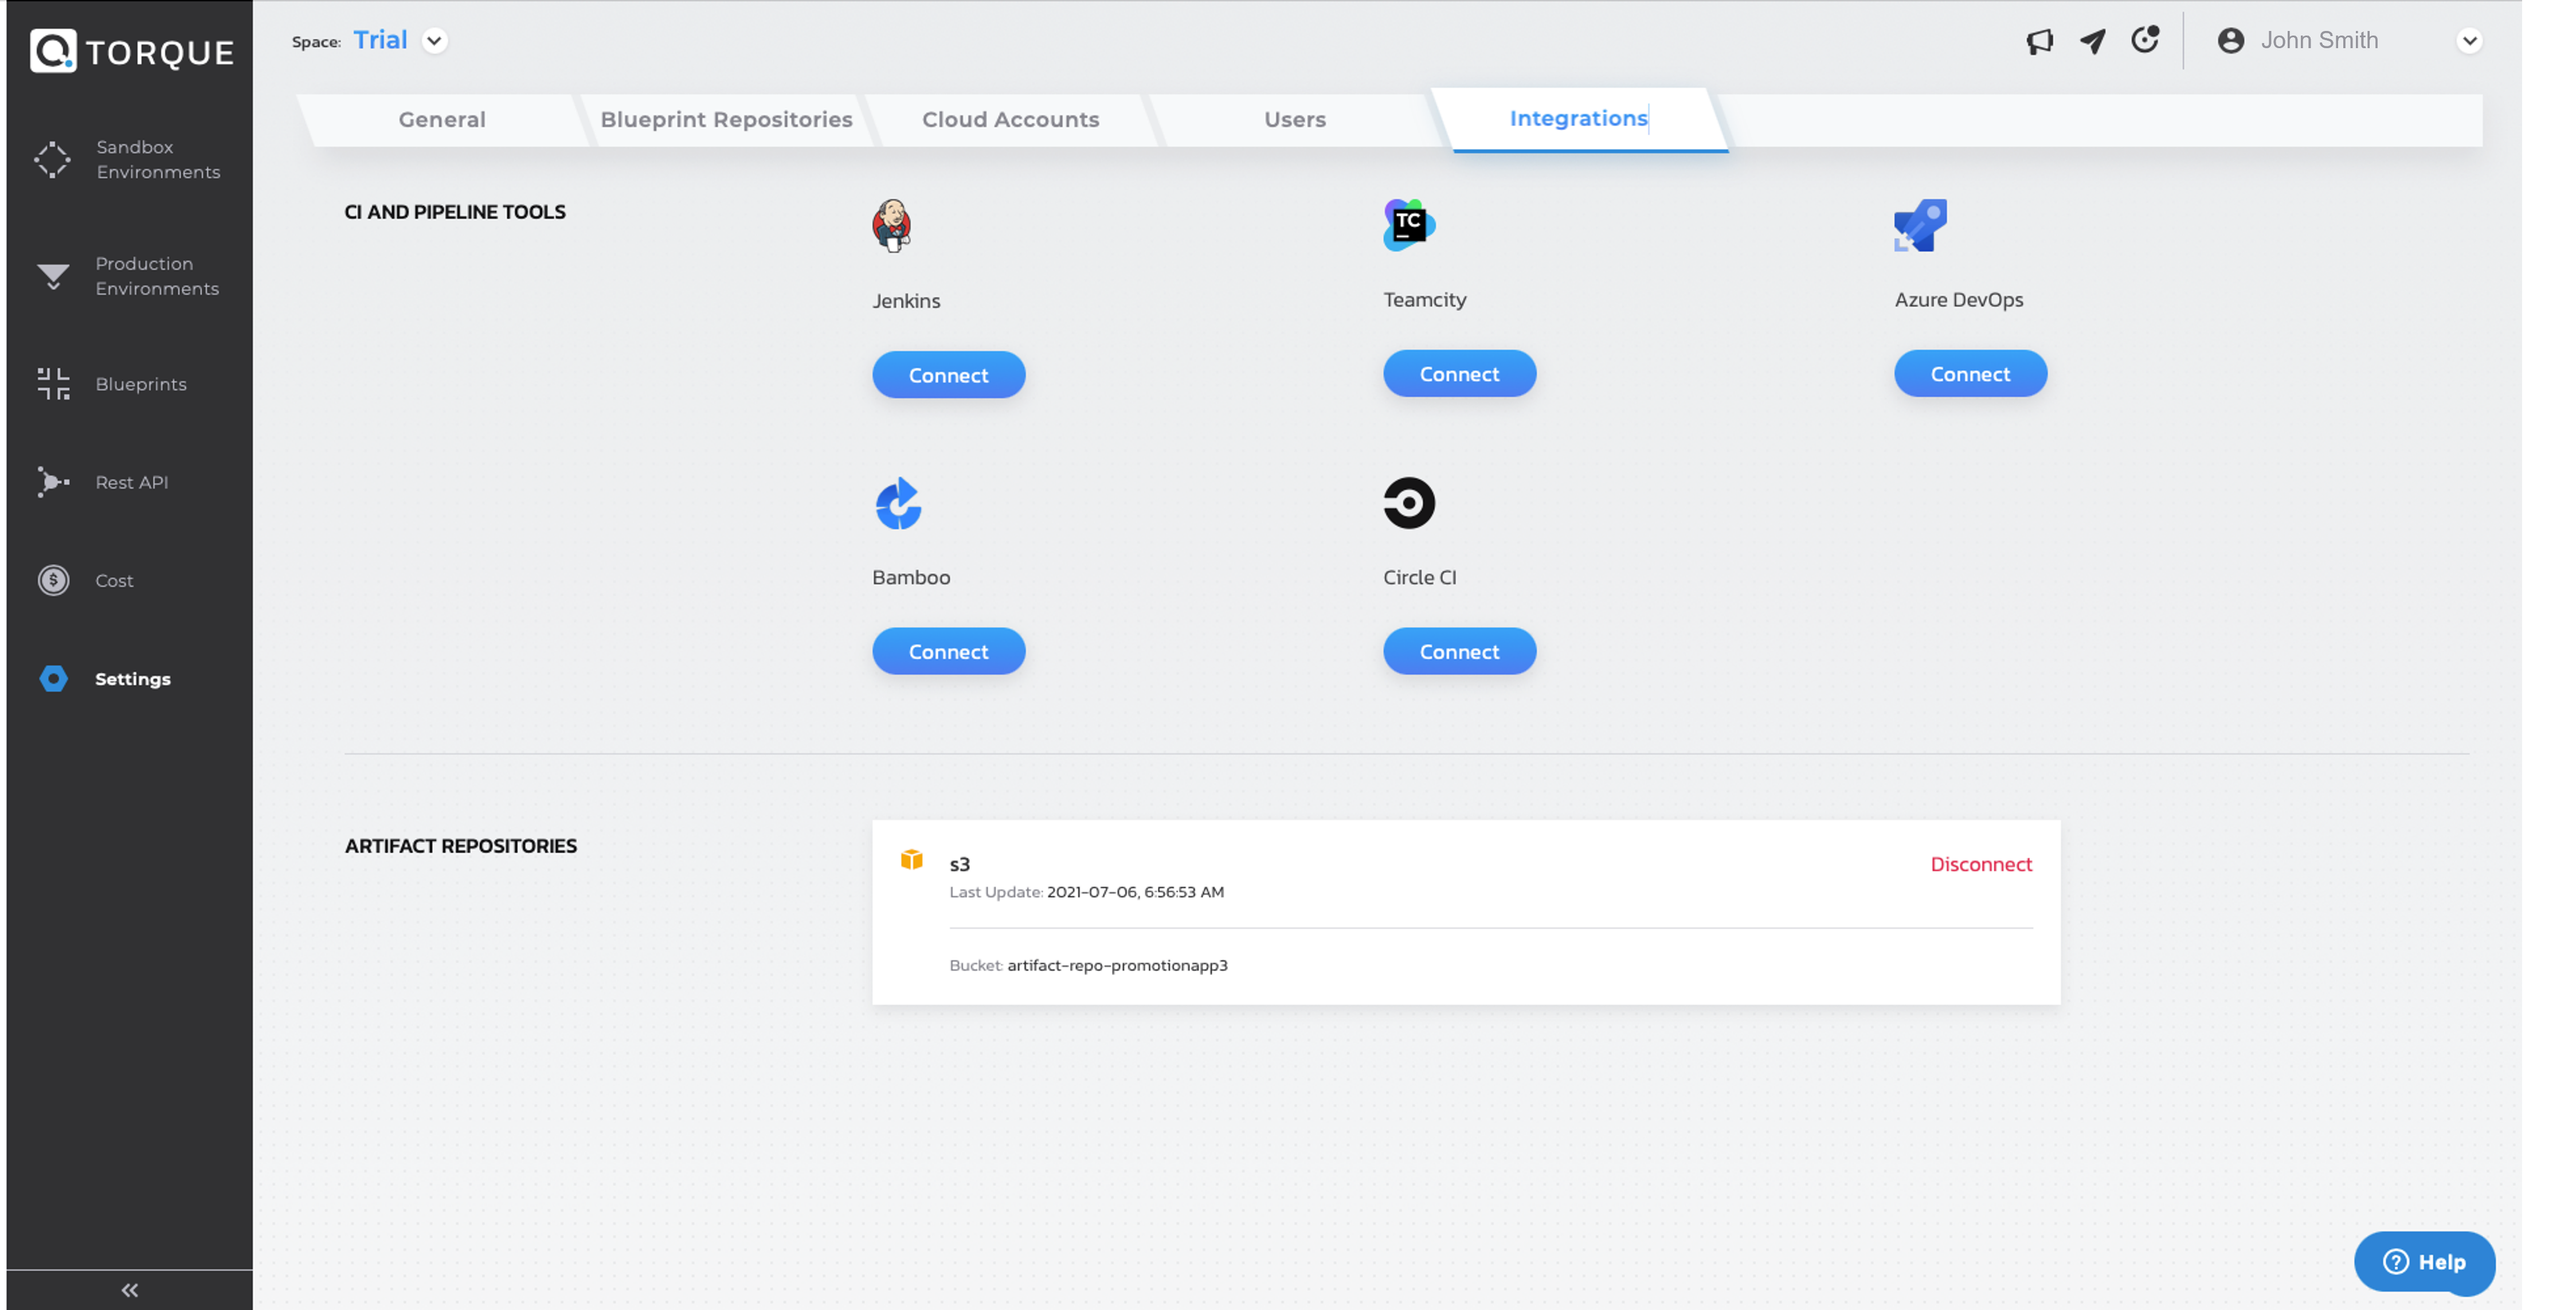 TORQUE
Space: Trial
John Smith
General
Blueprint Repositories
Cloud Accounts
Users
Integrations
Sandbox
Environments
Production
Environments
Blueprints
Rest API
Cost
Settings
CI AND PIPELINE TOOLS
TC
Jenkins
Teamcity
Azure DevOps
Connect
Connect
Connect
Bamboo
Circle CI
Connect
Connect
ARTIFACT REPOSITORIES
s3
Disconnect
Last Update: 2021-07-06, 6:56:53 AM
Bucket: artifact-repo-promotionapp3
Help